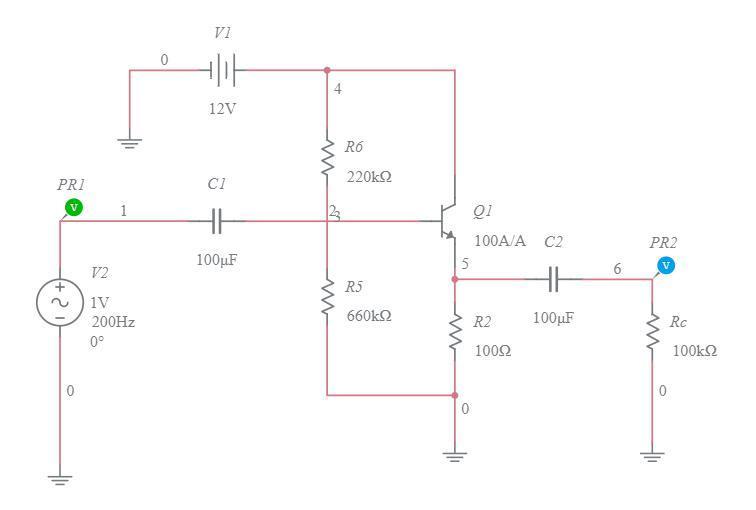 V1
0
12V
4
R6
220kΩ
PR1
V
1
C1
100µF
2
3
Q1
100A/A
C2
100µF
PR2
V
5
6
V2
1V
200Hz
0°
R5
660kΩ
R2
100Ω
Rc
100kΩ
0
0
0